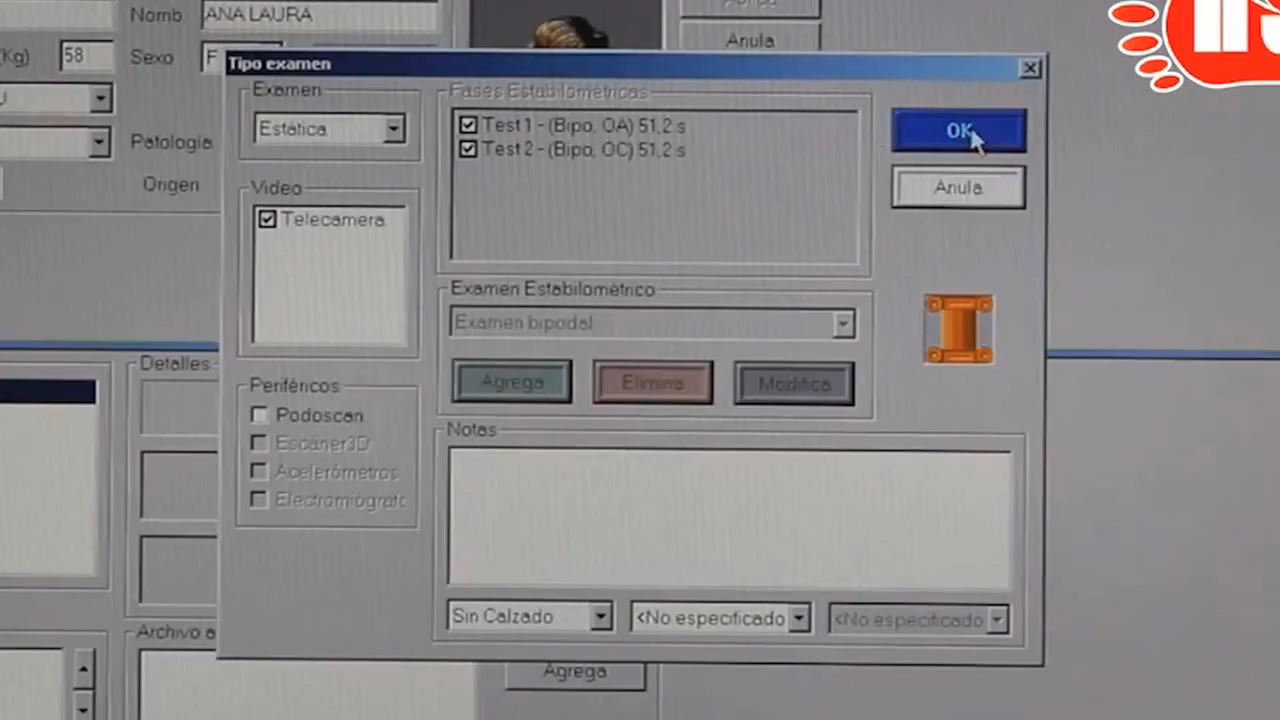 Nomb ANA LAURA
(Kg) 58 Sexo F
Anula
Patologia
Origen
Detalles
Archivo a
Agrega
Tipo examen
Examen
Estática
Video
Telecamera
Periféricos
Podoscan
Escáner3D
Acelerómetros
Electromiógrafo
Fases Estabilométricas
Test 1 - (Bipo, OA) 51,2 s
Test 2 - (Bipo, OC) 51,2 s
Examen Estabilométrico
Examen bipodal
Agrega Elimina Modifica
Notas
Sin Calzado <No especificado <No especificado
OK
Anula